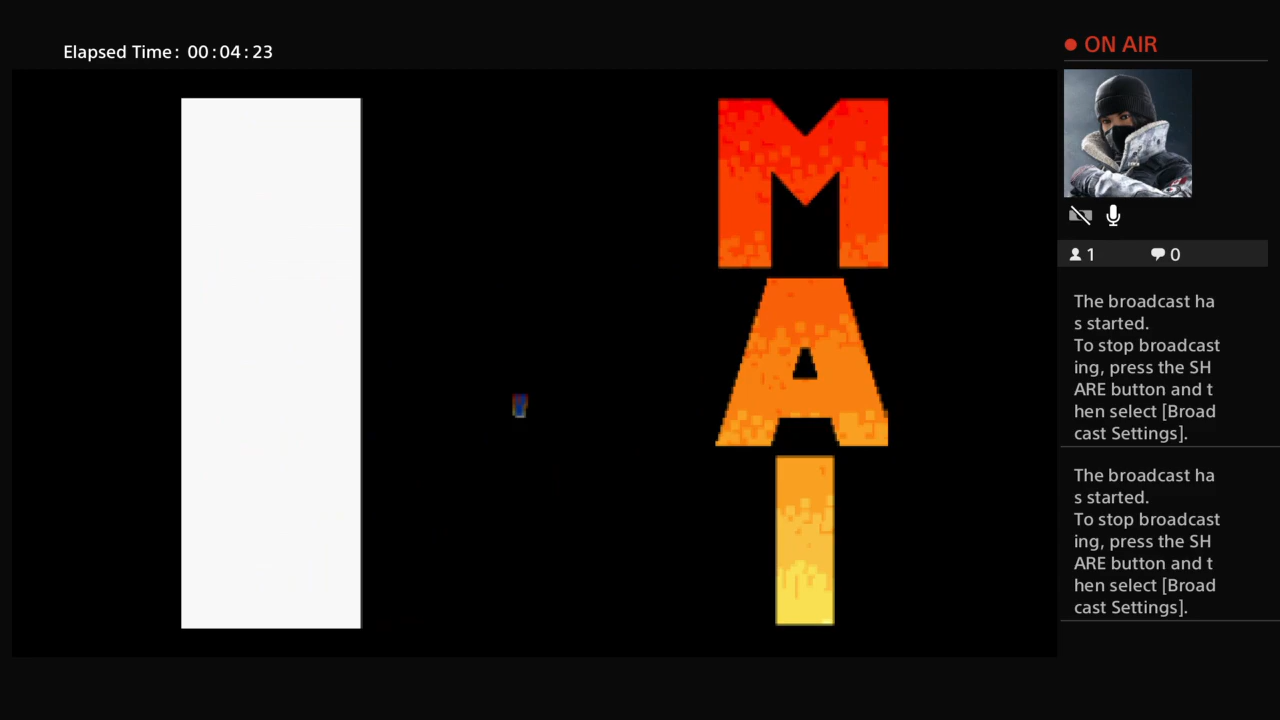 Elapsed Time: 00:04:23
ON AIR
M
A
I
1 0
The broadcast ha
s started.
To stop broadcast
ing, press the SH
ARE button and t
hen select [Broad
cast Settings].
The broadcast ha
s started.
To stop broadcast
ing, press the SH
ARE button and t
hen select [Broad
cast Settings].